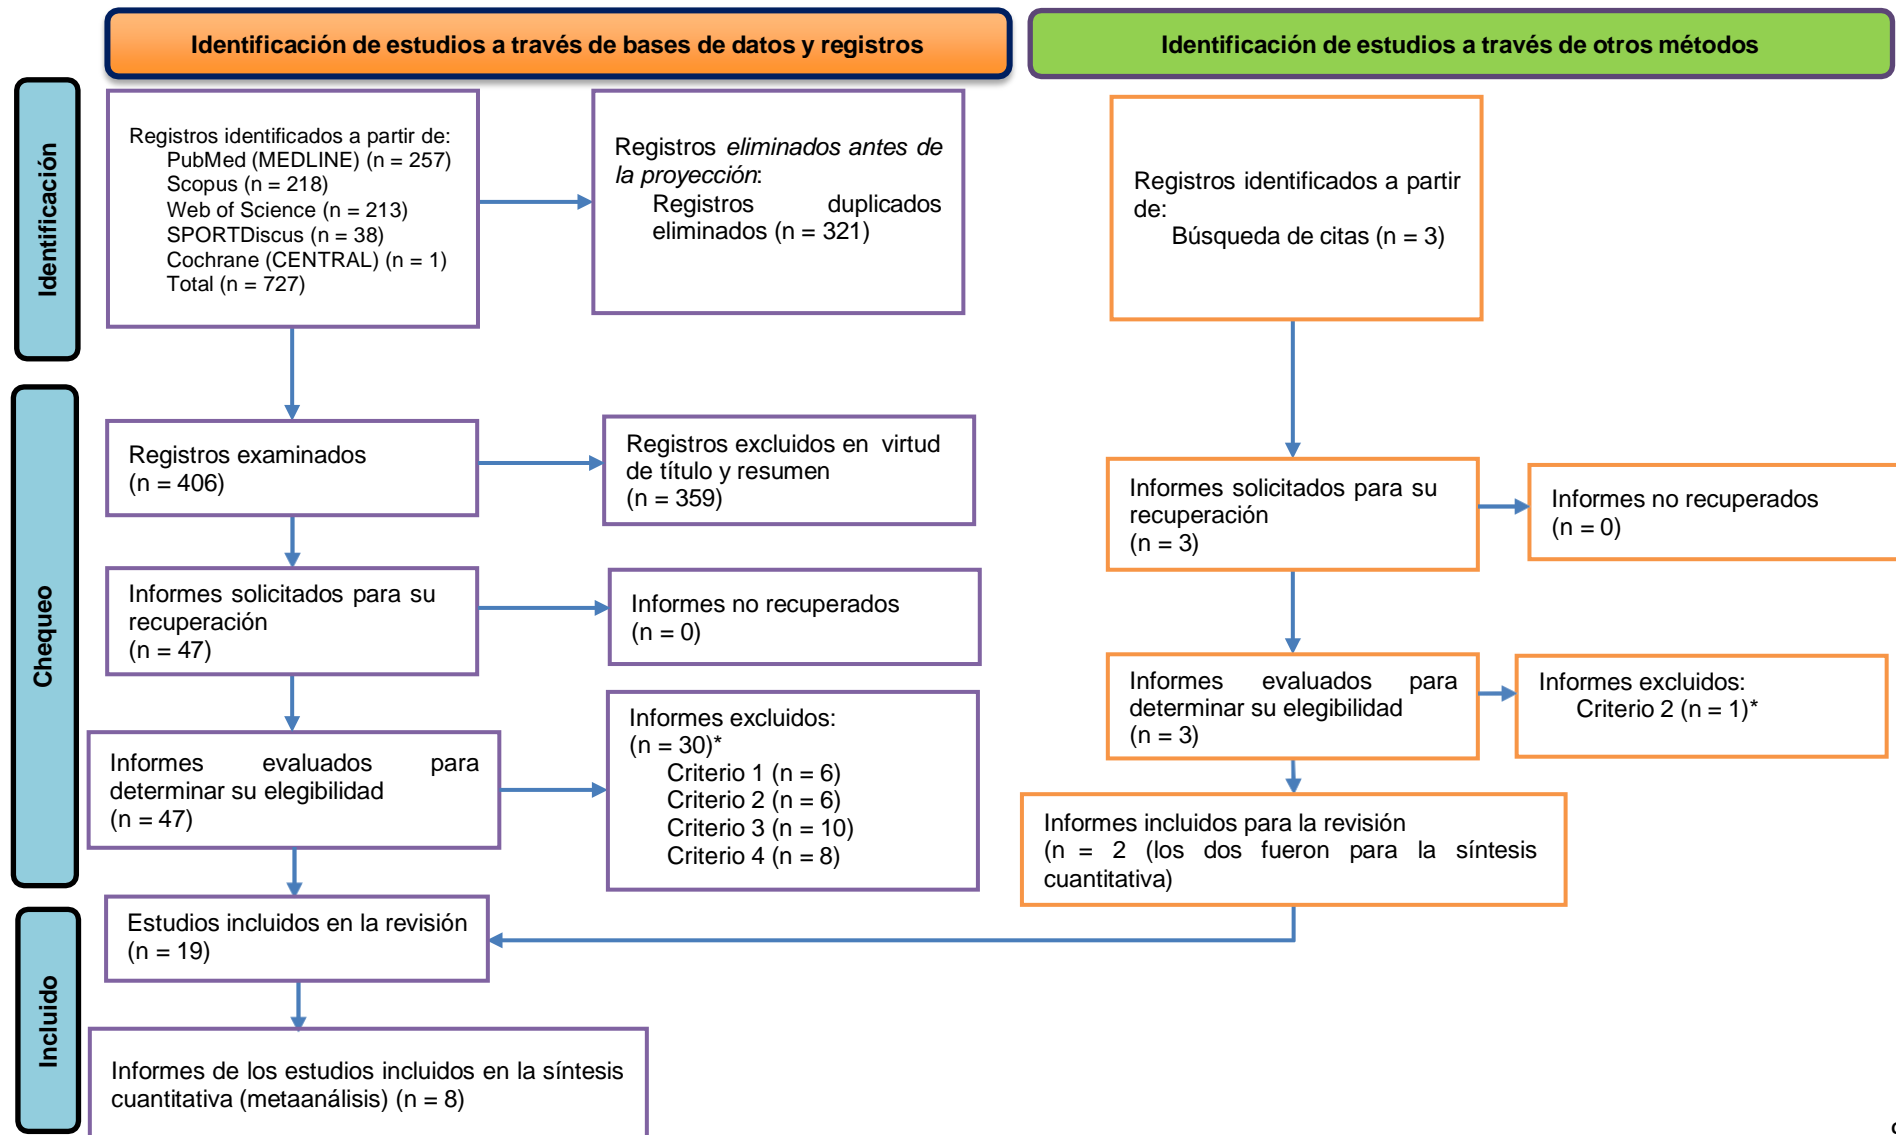 Identificación de estudios a través de bases de datos y registros
Identificación de estudios a través de otros métodos
Identificación
Registros identificados a partir de:
PubMed (MEDLINE) (n = 257)
Scopus (n = 218)
Web of Science (n = 213)
SPORTDiscus (n = 38)
Cochrane (CENTRAL) (n = 1)
Total (n = 727)
Registros eliminados antes de
la proyección:
Registros duplicados
eliminados (n = 321)
Registros identificados a partir
de:
Búsqueda de citas (n = 3)
Chequeo
Registros examinados
(n = 406)
Registros excluidos en virtud
de título y resumen
(n = 359)
Informes solicitados para su
recuperación
(n = 3)
Informes no recuperados
(n = 0)
Informes solicitados para su
recuperación
(n = 47)
Informes no recuperados
(n = 0)
Informes evaluados para
determinar su elegibilidad
(n = 3)
Informes excluidos:
Criterio 2 (n = 1)*
Informes evaluados para
determinar su elegibilidad
(n = 47)
Informes excluidos:
(n = 30)*
Criterio 1 (n = 6)
Criterio 2 (n = 6)
Criterio 3 (n = 10)
Criterio 4 (n = 8)
Informes incluidos para la revisión
(n = 2 (los dos fueron para la síntesis
cuantitativa)
Incluido
Estudios incluidos en la revisión
(n = 19)
Informes de los estudios incluidos en la síntesis
cuantitativa (metaanálisis) (n = 8)